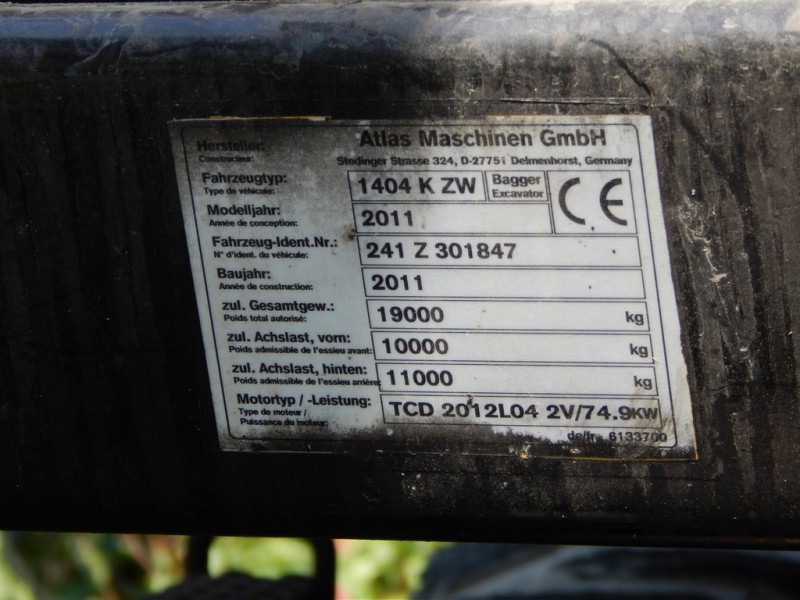 Hersteller: Atlas Maschinen GmbH
Constructeur: Stedinger Strasse 324, D-27751 Delmenhorst, Germany
Fahrzeugtyp: 1404 K ZW Bagger CE
Type de véhicule: Excavator
Modelljahr: 2011
Année de conception:
Fahrzeug-Ident.Nr.: 241 Z 301847
N° d'ident. du véhicule:
Baujahr: 2011
Année de construction:
zul. Gesamtgew.: 19000 kg
Poids total autorisé:
zul. Achslast, vorn: 10000 kg
Poids admissible de l'essieu avant:
zul. Achslast, hinten: 11000 kg
Poids admissible de l'essieu arrière:
Motortyp / -Leistung: TCD 2012L04 2V/74.9KW
Type de moteur /
Puissance du moteur:
de/fr 6133700